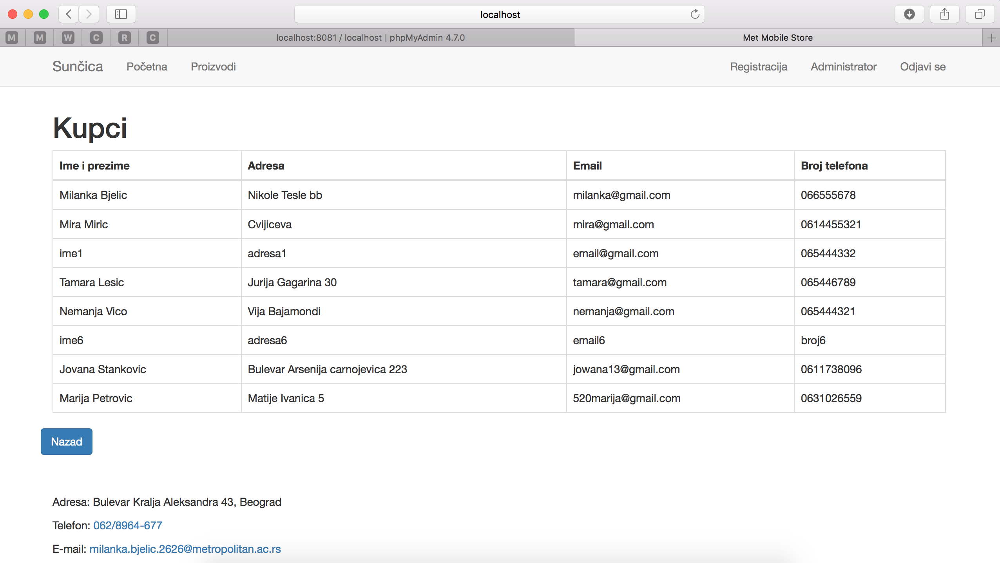 localhost
M M W C R C localhost:8081 / localhost | phpMyAdmin 4.7.0 Met Mobile Store
Sunčica Početna Proizvodi Registracija Administrator Odjavi se
Kupci
Ime i prezime Adresa Email Broj telefona
Milanka Bjelic Nikole Tesle bb milanka@gmail.com 066555678
Mira Miric Cvijiceva mira@gmail.com 0614455321
ime1 adresa1 email@gmail.com 065444332
Tamara Lesic Jurija Gagarina 30 tamara@gmail.com 065446789
Nemanja Vico Vija Bajamondi nemanja@gmail.com 065444321
ime6 adresa6 email6 broj6
Jovana Stankovic Bulevar Arsenija carnojevica 223 jowana13@gmail.com 0611738096
Marija Petrovic Matije Ivanica 5 520marija@gmail.com 0631026559
Nazad
Adresa: Bulevar Kralja Aleksandra 43, Beograd
Telefon: 062/8964-677
E-mail: milanka.bjelic.2626@metropolitan.ac.rs